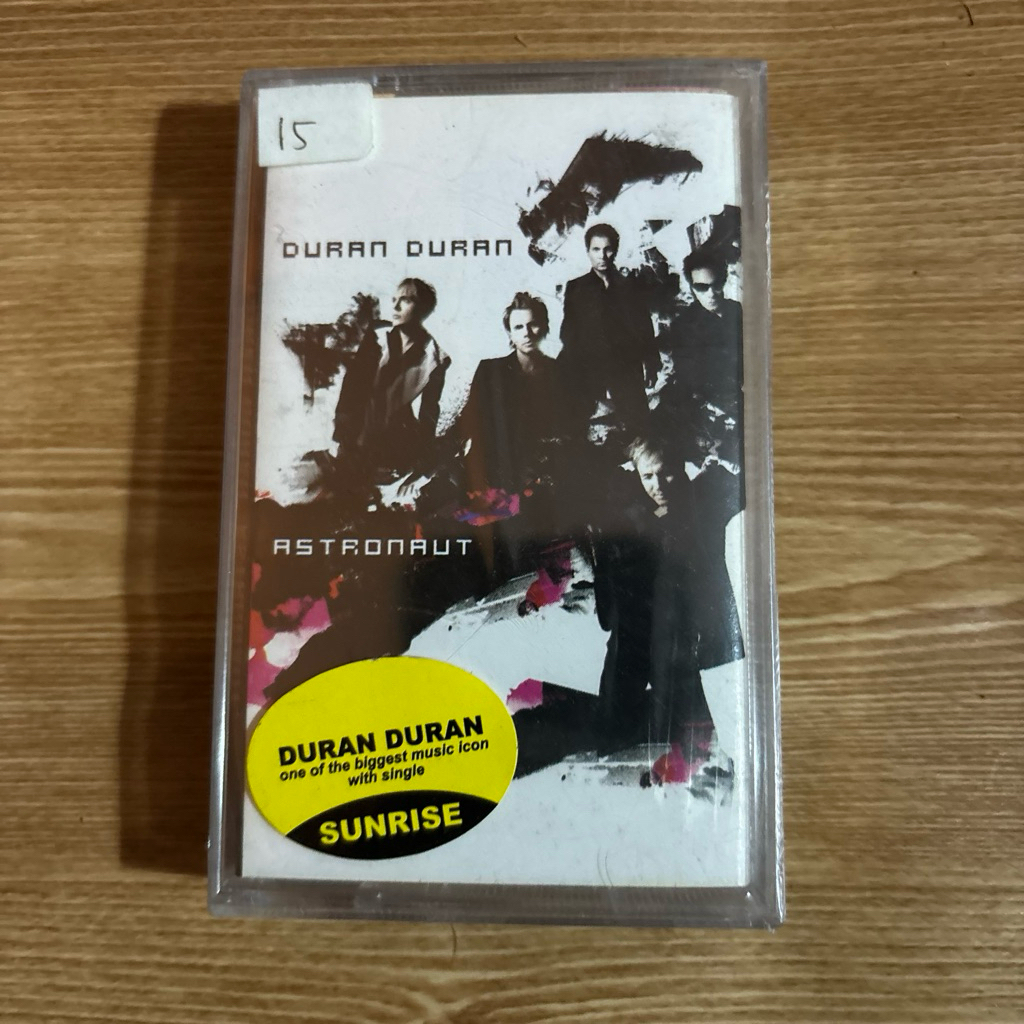 15
DURAN DURAN
ASTRONAUT
DURAN DURAN
one of the biggest music icon
with single
SUNRISE